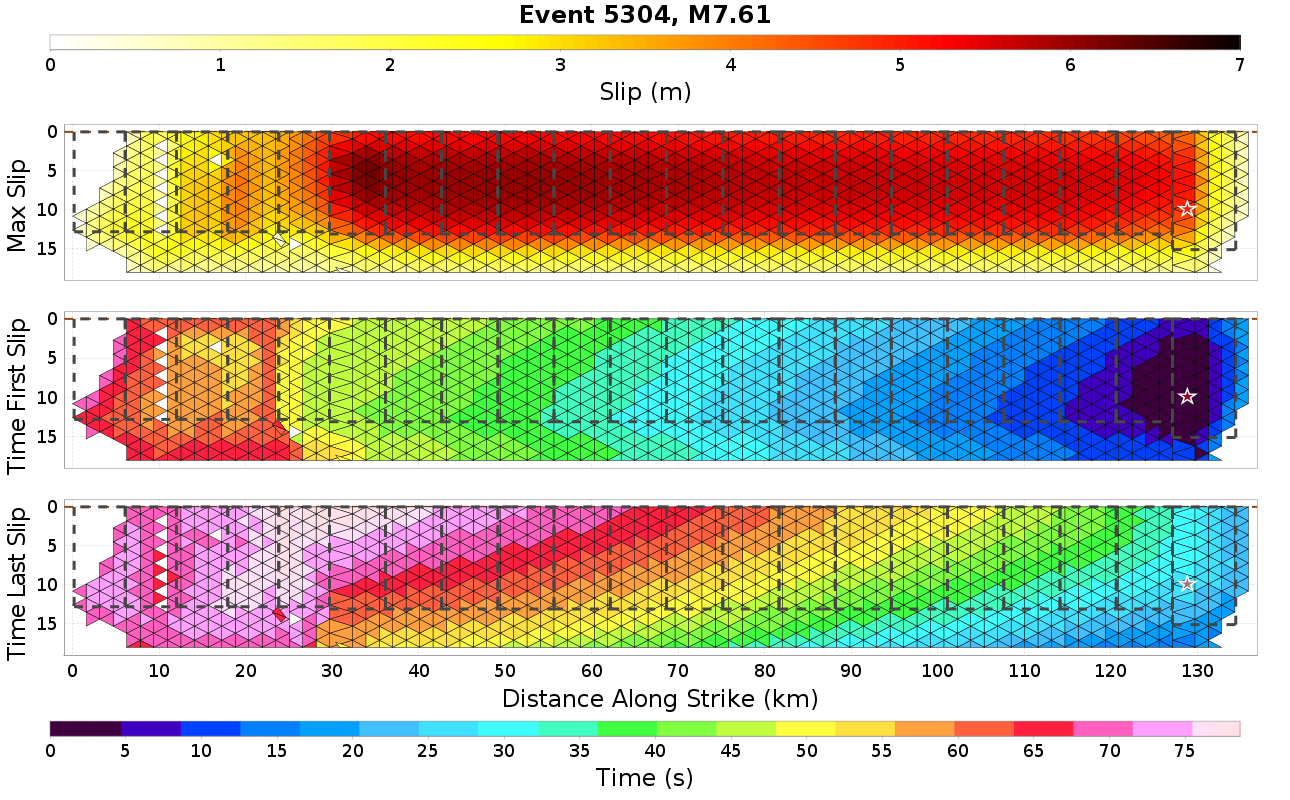 Event 5304, M7.61
0 1 2 3 4 5 6 7
Slip (m)
Max Slip
0
5
10
15
Time First Slip
0
5
10
15
Time Last Slip
0
5
10
15
0 10 20 30 40 50 60 70 80 90 100 110 120 130
Distance Along Strike (km)
0 5 10 15 20 25 30 35 40 45 50 55 60 65 70 75
Time (s)